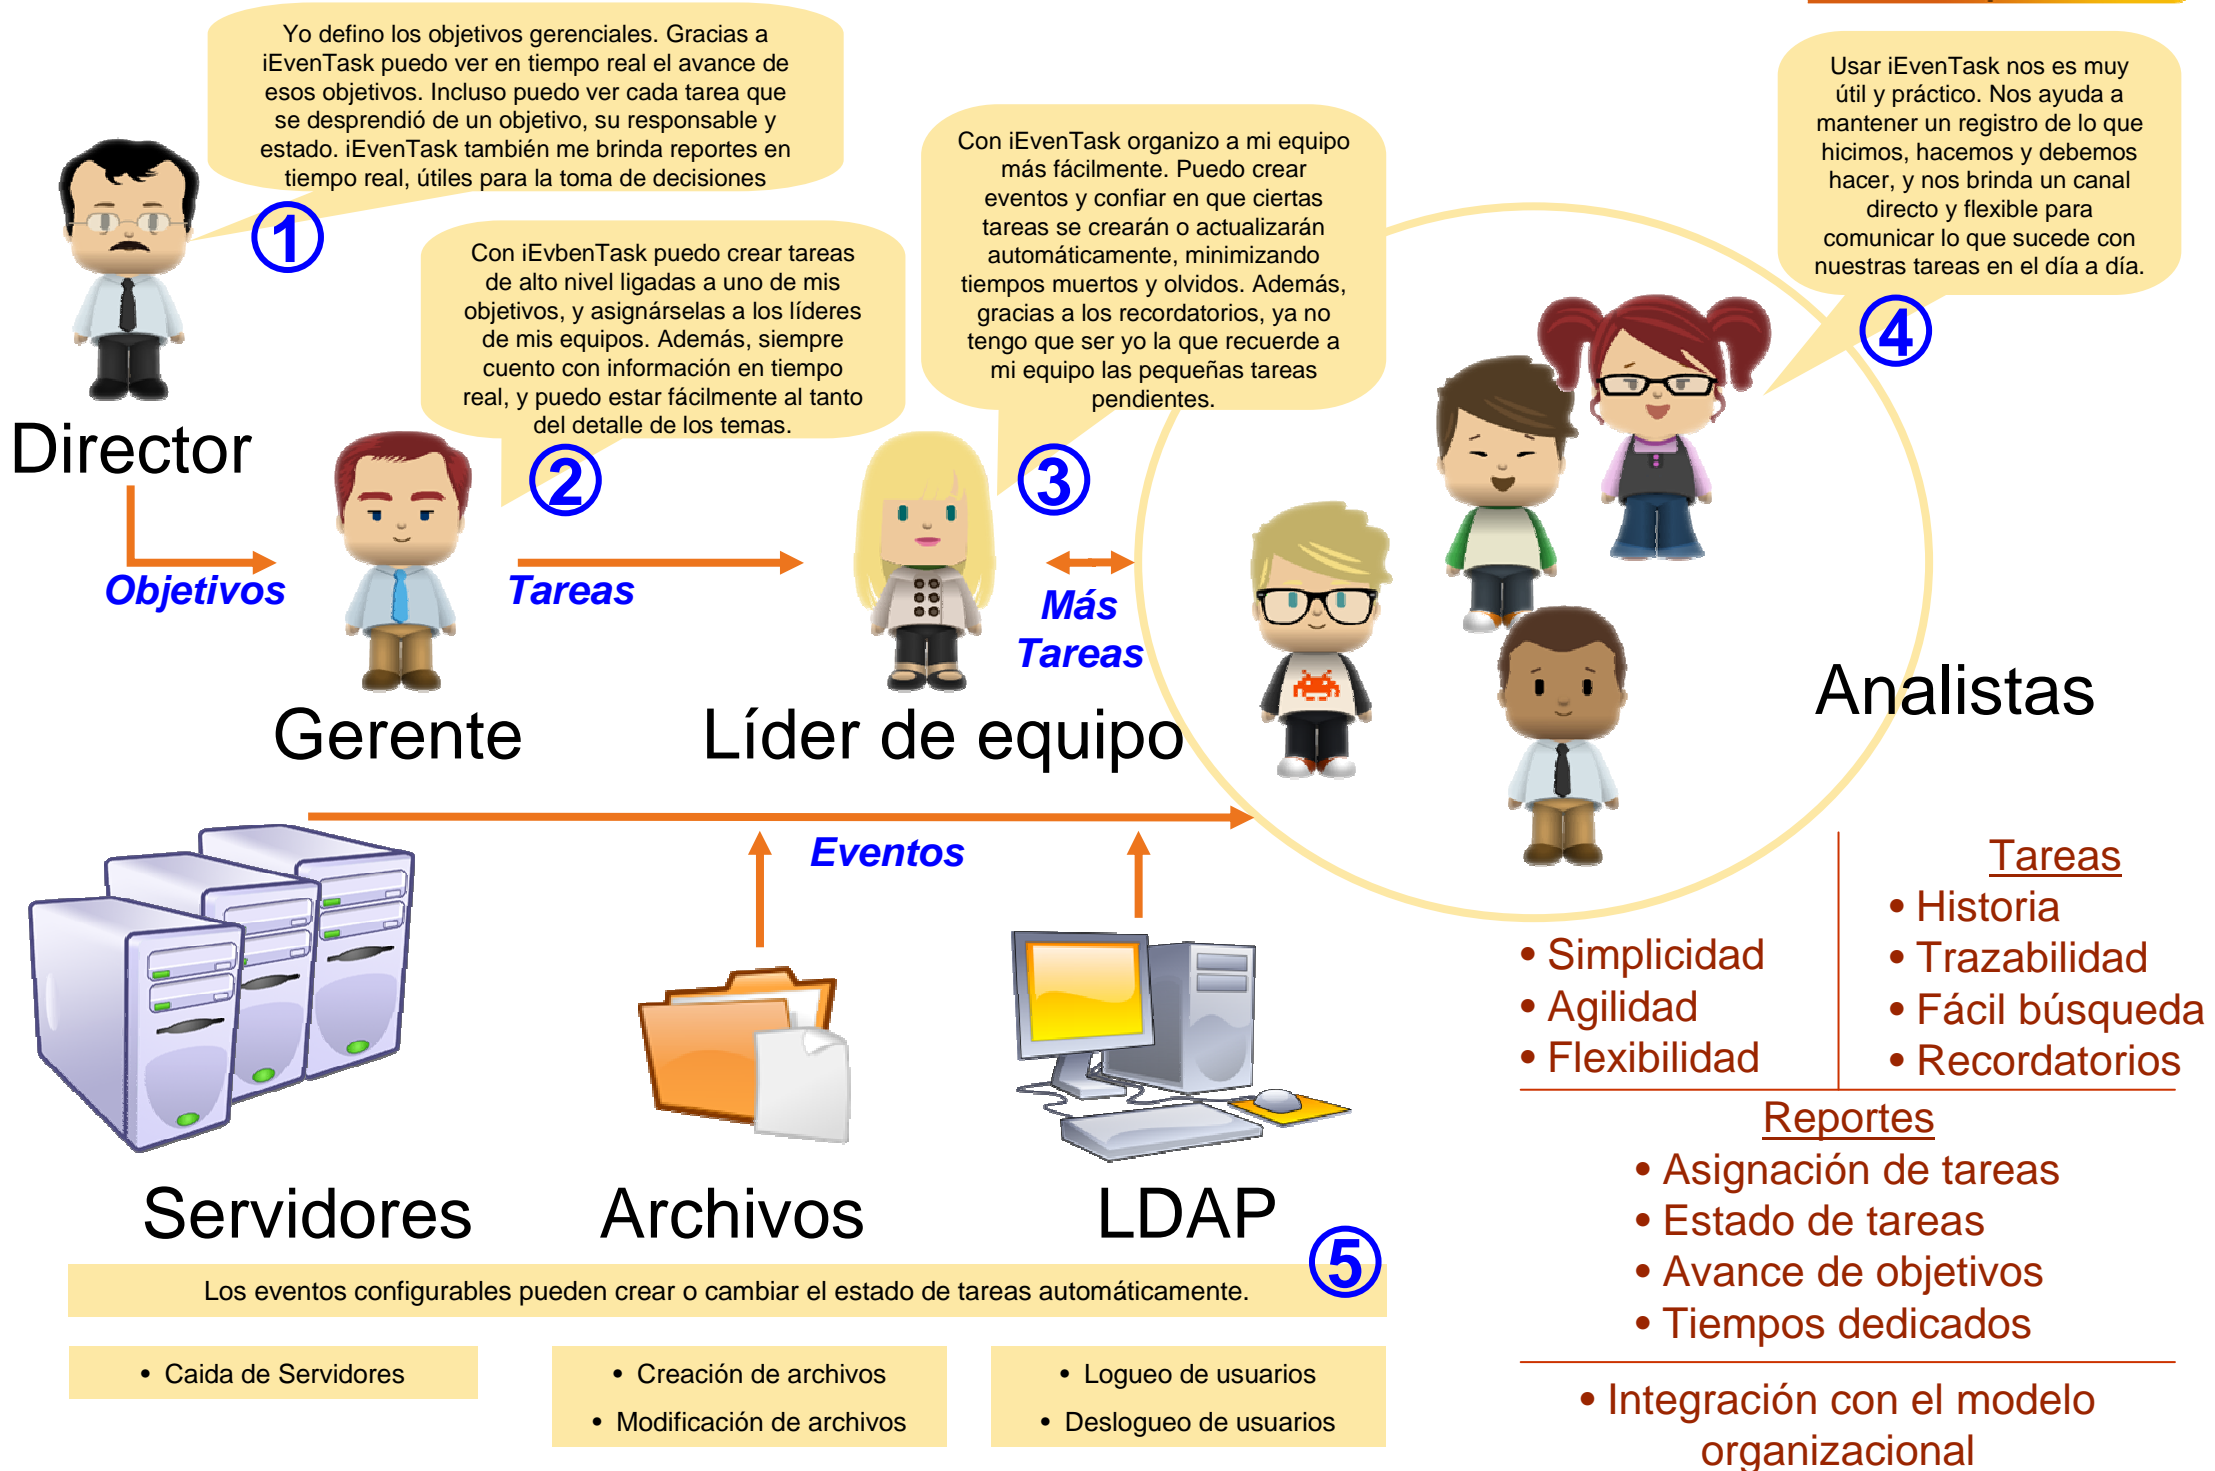 Yo defino los objetivos gerenciales. Gracias a
iEvenTask puedo ver en tiempo real el avance de
esos objetivos. Incluso puedo ver cada tarea que
se desprendió de un objetivo, su responsable y
estado. iEvenTask también me brinda reportes en
tiempo real, útiles para la toma de decisiones
1
Director
Objetivos
Con iEvbenTask puedo crear tareas
de alto nivel ligadas a uno de mis
objetivos, y asignárselas a los líderes
de mis equipos. Además, siempre
cuento con información en tiempo
real, y puedo estar fácilmente al tanto
del detalle de los temas.
2
Gerente
Tareas
Con iEvenTask organizo a mi equipo
más fácilmente. Puedo crear
eventos y confiar en que ciertas
tareas se crearán o actualizarán
automáticamente, minimizando
tiempos muertos y olvidos. Además,
gracias a los recordatorios, ya no
tengo que ser yo la que recuerde a
mi equipo las pequeñas tareas
pendientes.
3
Líder de equipo
Más
Tareas
Usar iEvenTask nos es muy
útil y práctico. Nos ayuda a
mantener un registro de lo que
hicimos, hacemos y debemos
hacer, y nos brinda un canal
directo y flexible para
comunicar lo que sucede con
nuestras tareas en el día a día.
4
Analistas
Eventos
Servidores
Archivos
LDAP
5
Los eventos configurables pueden crear o cambiar el estado de tareas automáticamente.
• Caida de Servidores
• Creación de archivos
• Modificación de archivos
• Logueo de usuarios
• Deslogueo de usuarios
• Simplicidad
• Agilidad
• Flexibilidad
Tareas
• Historia
• Trazabilidad
• Fácil búsqueda
• Recordatorios
Reportes
• Asignación de tareas
• Estado de tareas
• Avance de objetivos
• Tiempos dedicados
• Integración con el modelo
organizacional